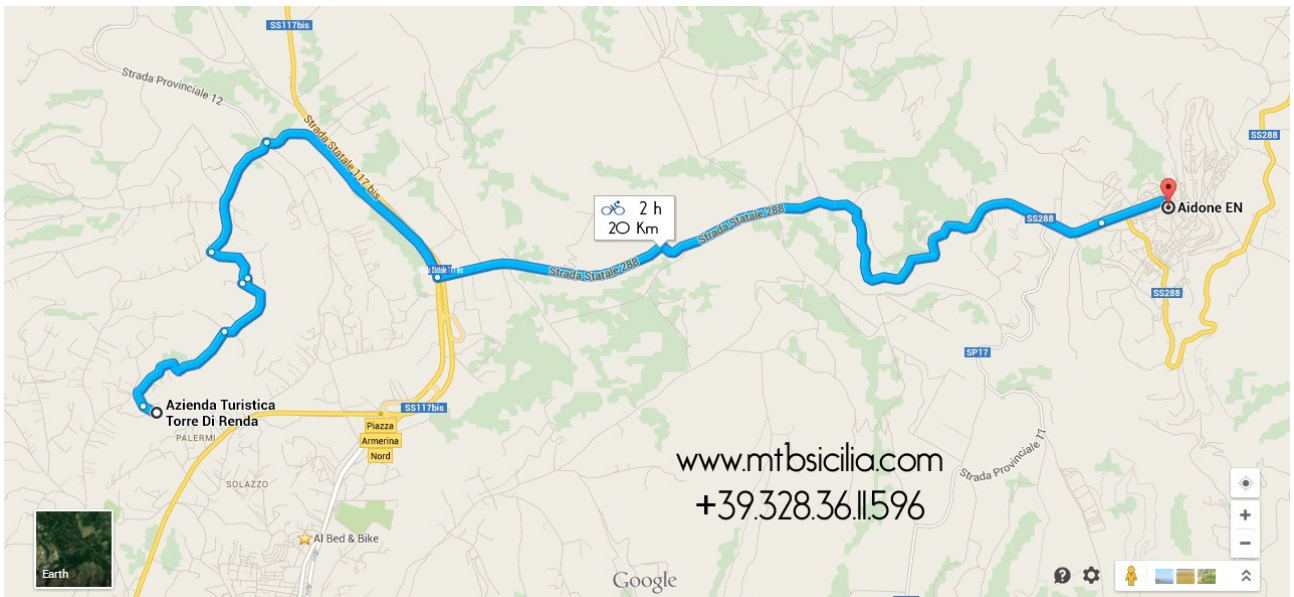 SS117bis
Strada Provinciale 12
Strada Statale 117 bis
SS288
2 h
20 Km
Strada Statale 288
SS288
Aidone EN
Strada Statale 288
SS288
SP17
Azienda Turistica
Torre Di Renda
SS117bis
PALERMI
Piazza
Armerina
Nord
www.mtbsicilia.com
Strada Provinciale 17
SOLAZZO
+39.328.36.11.596
Al Bed & Bike
Earth
Google